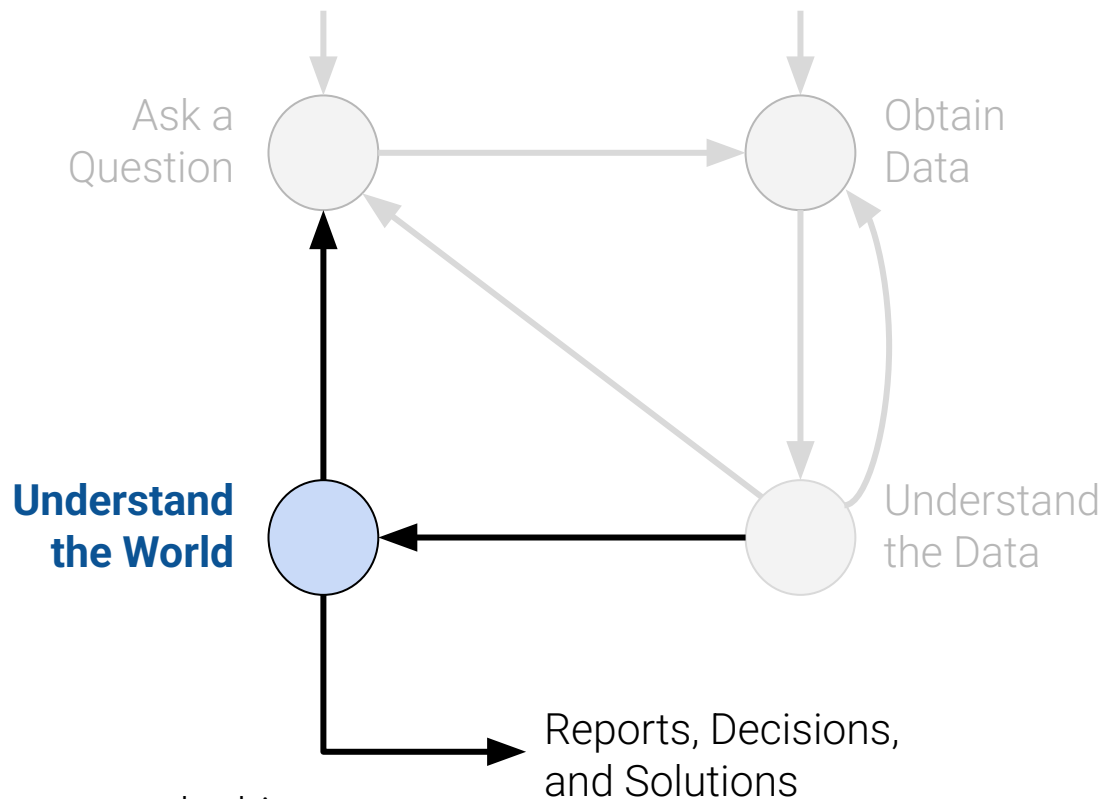 Ask a
Question
Obtain
Data
Understand
the World
Understand
the Data
Reports, Decisions,
and Solutions